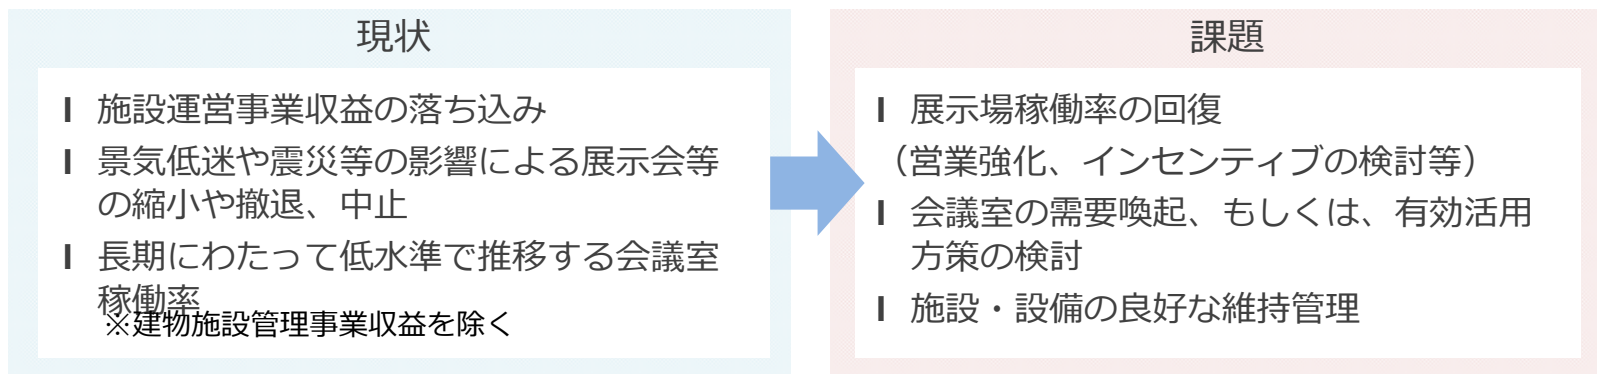 現状
l 施設運営事業収益の落ち込み
l 景気低迷や震災等の影響による展示会等
の縮小や撤退、中止
l 長期にわたって低水準で推移する会議室
稼働率
※建物施設管理事業収益を除く
課題
l 展示場稼働率の回復
（営業強化、インセンティブの検討等）
l 会議室の需要喚起、もしくは、有効活用
方策の検討
l 施設・設備の良好な維持管理